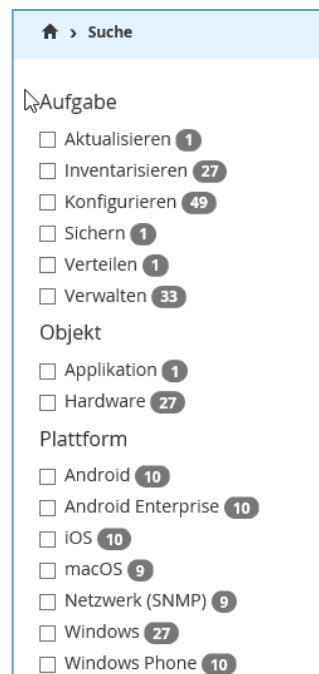 > Suche
Aufgabe
Aktualisieren 1
Inventarisieren 27
Konfigurieren 49
Sichern 1
Verteilen 1
Verwalten 33
Objekt
Applikation 1
Hardware 27
Plattform
Android 10
Android Enterprise 10
iOS 10
macOS 9
Netzwerk (SNMP) 9
Windows 27
Windows Phone 10